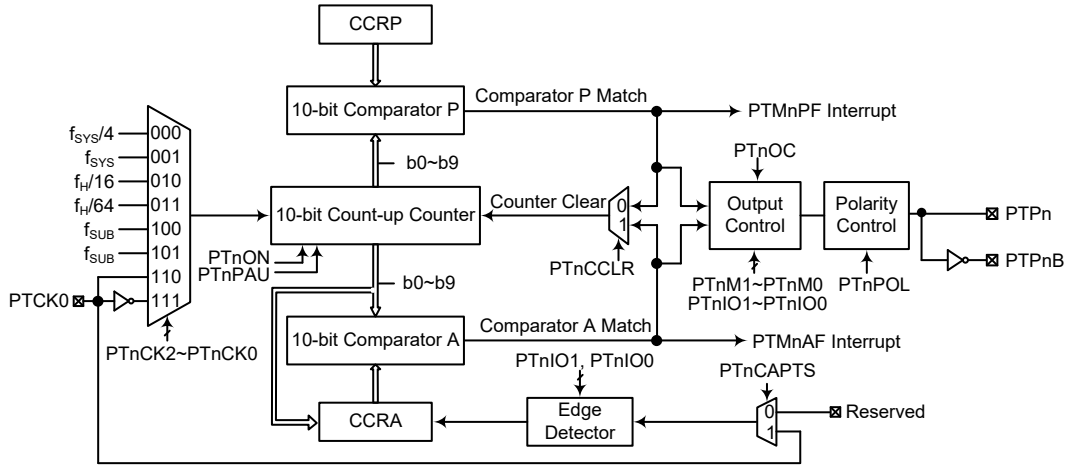 CCRP
10-bit Comparator P
Comparator P Match
PTMnPF Interrupt
fSYS/4
000
fSYS
001
fH/16
010
fH/64
011
fSUB
100
fSUB
101
110
111
PTCK0
PTnCK2~PTnCK0
b0~b9
10-bit Count-up Counter
Counter Clear
0
1
PTnCCLR
PTnON
PTnPAU
b0~b9
PTnOC
Output
Control
Polarity
Control
PTPn
PTPnB
PTnM1~PTnM0
PTnIO1~PTnIO0
PTnPOL
10-bit Comparator A
Comparator A Match
PTMnAF Interrupt
PTnIO1, PTnIO0
PTnCAPTS
CCRA
Edge
Detector
0
1
Reserved